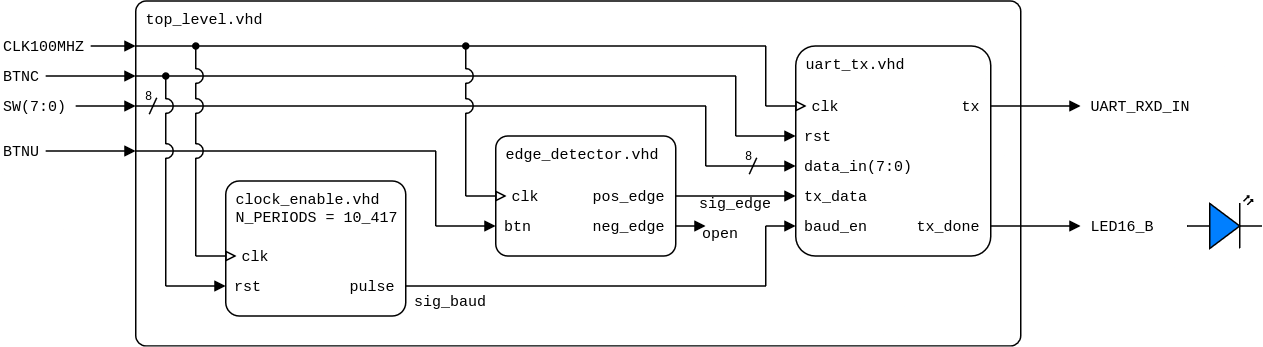 top_level.vhd
CLK100MHZ
BTNC
SW(7:0)
8
BTNU
clock_enable.vhd
N_PERIODS = 10_417
clk
rst
pulse
sig_baud
edge_detector.vhd
clk
pos_edge
btn
neg_edge
sig_edge
open
8
uart_tx.vhd
clk
tx
rst
data_in(7:0)
tx_data
baud_en
tx_done
UART_RXD_IN
LED16_B